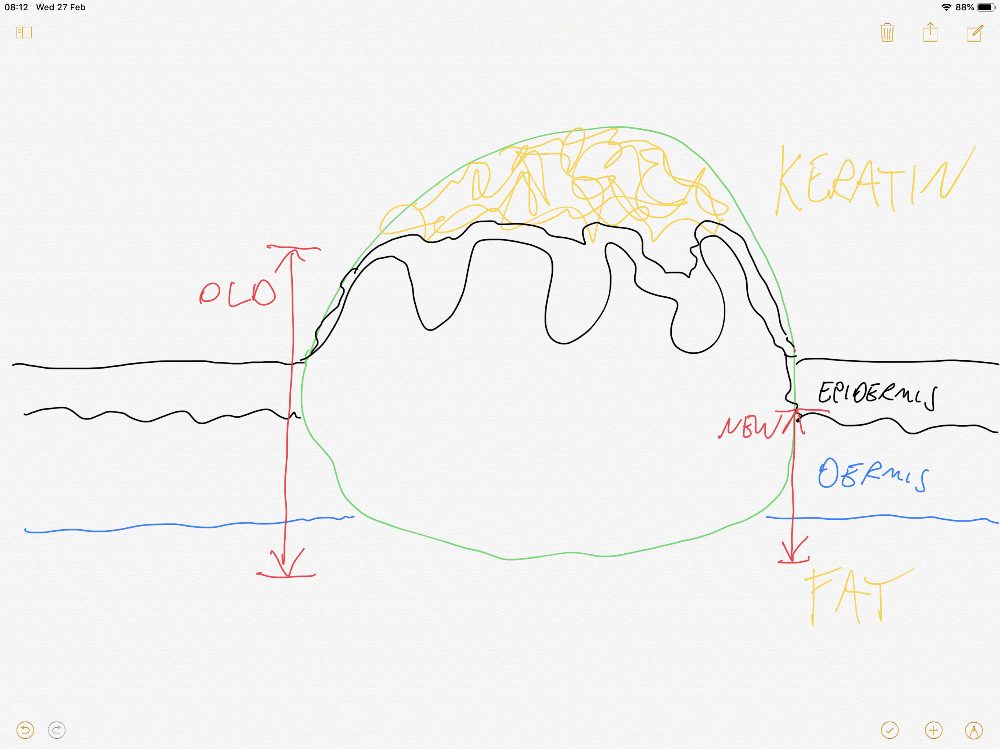 08:12 Wed 27 Feb
88%
KERATIN
OLD
EPIDERMIS
NEW
DERMIS
FAT